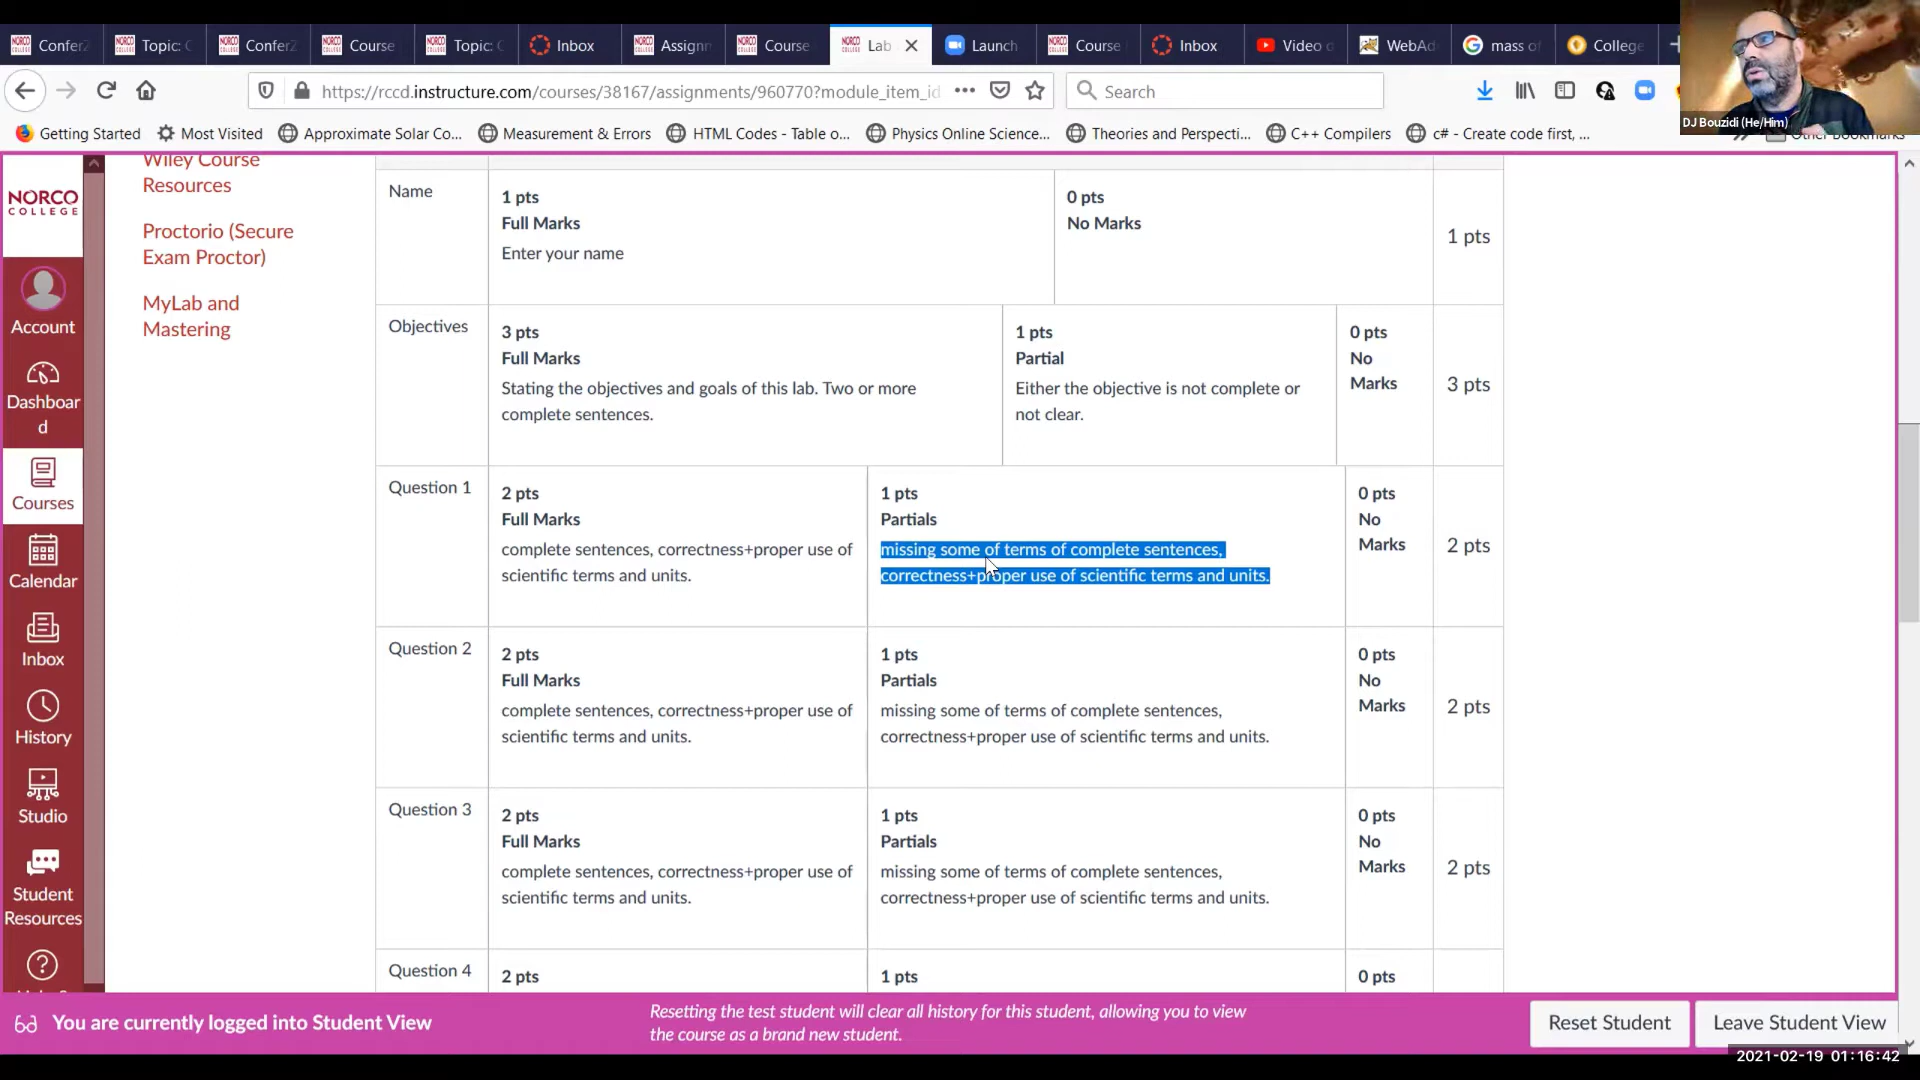 Confer
Topic: C
Confer
Course
Topic: C
Inbox
Assignm
Course
Lab
Launch
Course
Inbox
Video o
WebAd
mass of
College
https://rccd.instructure.com/courses/38167/assignments/960770?module_item_id
Search
DJ Bouzidi (He/Him)
Getting Started
Most Visited
Approximate Solar Co...
Measurement & Errors
HTML Codes - Table o...
Physics Online Science...
Theories and Perspecti...
C++ Compilers
c# - Create code first, ...
Other Bookmarks
NORCO
COLLEGE
Account
Dashboar
d
Courses
Calendar
Inbox
History
Studio
Student
Resources
Wiley Course
Resources
Proctorio (Secure
Exam Proctor)
MyLab and
Mastering
Name
1 pts
Full Marks
Enter your name
0 pts
No Marks
1 pts
Objectives
3 pts
Full Marks
Stating the objectives and goals of this lab. Two or more
complete sentences.
1 pts
Partial
Either the objective is not complete or
not clear.
0 pts
No
Marks
3 pts
Question 1
2 pts
Full Marks
complete sentences, correctness+proper use of
scientific terms and units.
1 pts
Partials
missing some of terms of complete sentences,
correctness+proper use of scientific terms and units.
0 pts
No
Marks
2 pts
Question 2
2 pts
Full Marks
complete sentences, correctness+proper use of
scientific terms and units.
1 pts
Partials
missing some of terms of complete sentences,
correctness+proper use of scientific terms and units.
0 pts
No
Marks
2 pts
Question 3
2 pts
Full Marks
complete sentences, correctness+proper use of
scientific terms and units.
1 pts
Partials
missing some of terms of complete sentences,
correctness+proper use of scientific terms and units.
0 pts
No
Marks
2 pts
Question 4
2 pts
1 pts
0 pts
You are currently logged into Student View
Resetting the test student will clear all history for this student, allowing you to view
the course as a brand new student.
Reset Student
Leave Student View
2021-02-19 01:16:42